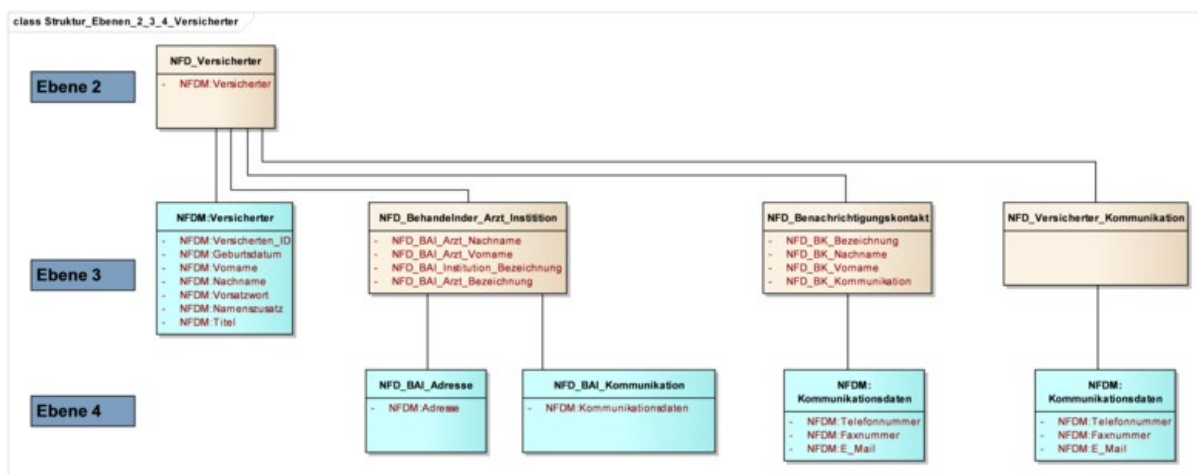 class Struktur_Ebenen_2_3_4_Versicherter
Ebene 2
NFD_Versicherter
- NFDM:Versicherter
Ebene 3
NFDM:Versicherter
- NFDM:Versicherten_ID
- NFDM:Geburtsdatum
- NFDM:Vorname
- NFDM:Nachname
- NFDM:Vorsatzwort
- NFDM:Namenszusatz
- NFDM:Titel
NFD_Behandelnder_Arzt_Institition
- NFD_BAI_Arzt_Nachname
- NFD_BAI_Arzt_Vorname
- NFD_BAI_Institution_Bezeichnung
- NFD_BAI_Arzt_Bezeichnung
NFD_Benachrichtigungskontakt
- NFD_BK_Bezeichnung
- NFD_BK_Nachname
- NFD_BK_Vorname
- NFD_BK_Kommunikation
NFD_Versicherter_Kommunikation
Ebene 4
NFD_BAI_Adresse
- NFDM:Adresse
NFD_BAI_Kommunikation
- NFDM:Kommunikationsdaten
NFDM:
Kommunikationsdaten
- NFDM:Telefonnummer
- NFDM:Faxnummer
- NFDM:E_Mail
NFDM:
Kommunikationsdaten
- NFDM:Telefonnummer
- NFDM:Faxnummer
- NFDM:E_Mail